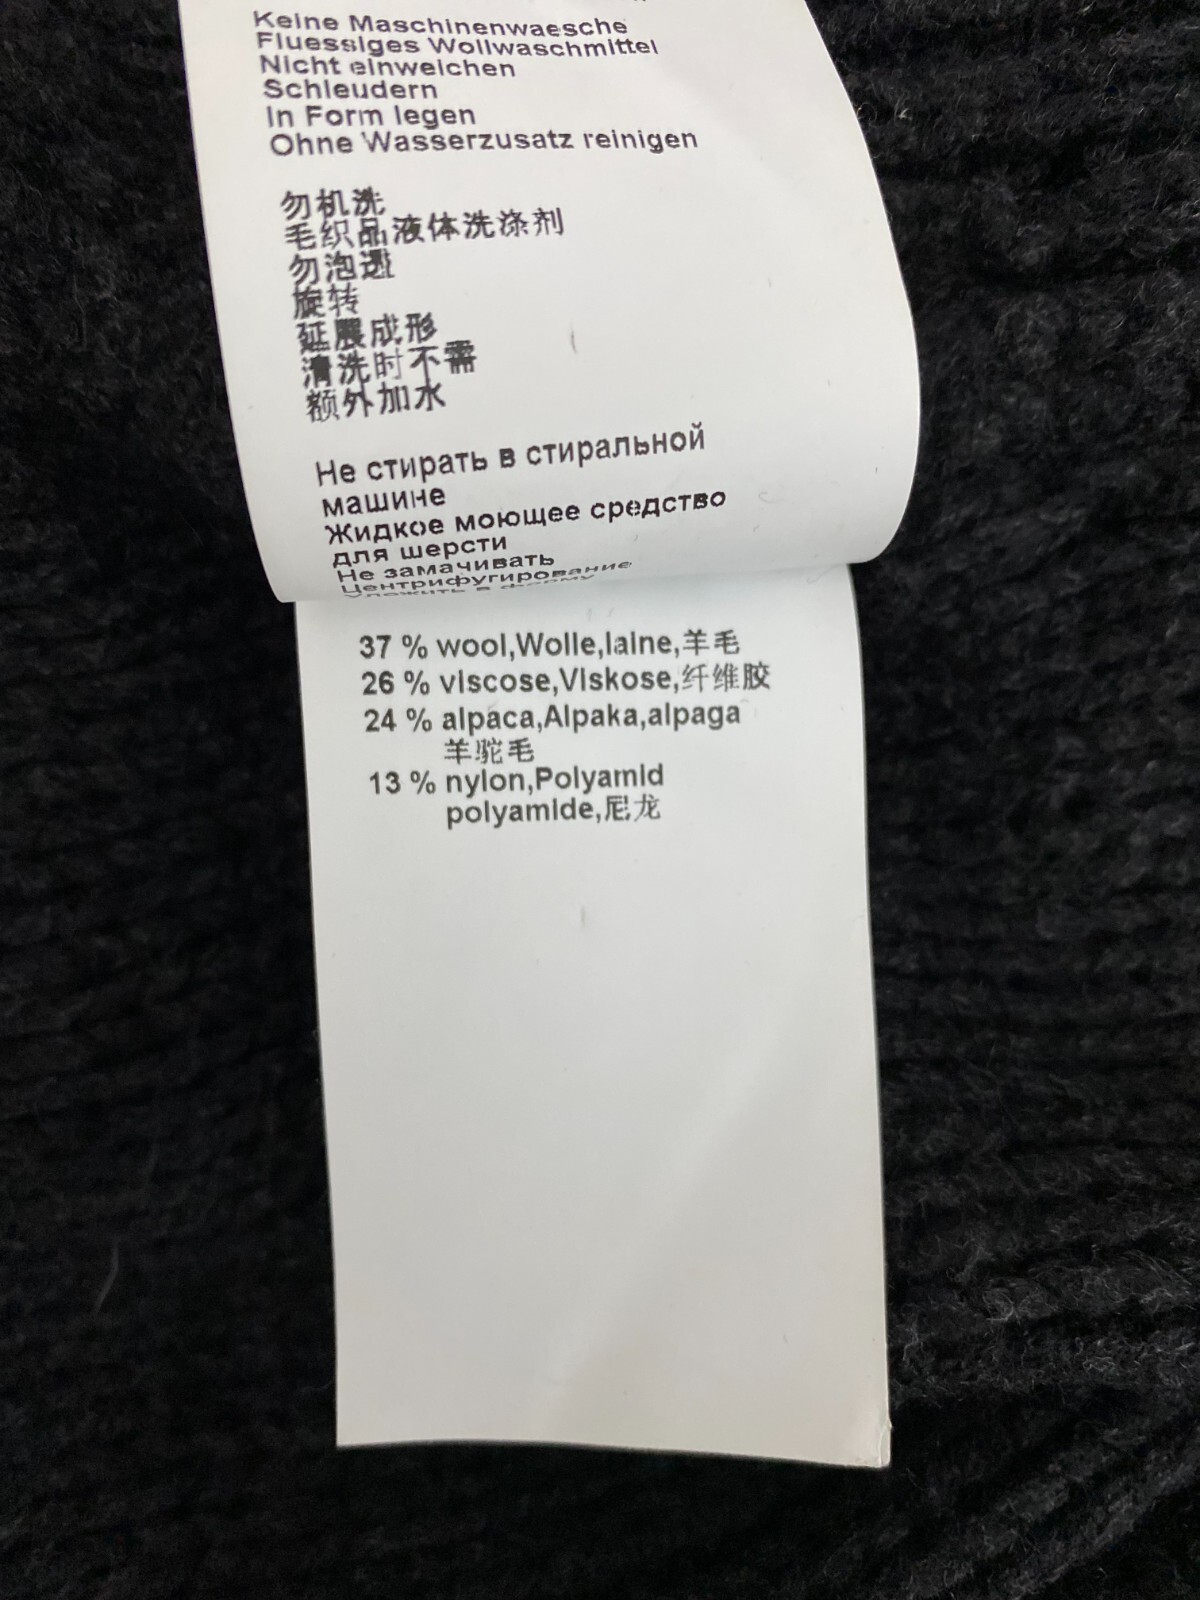 Keine Maschinenwaesche
Fluessiges Wollwaschmittel
Nicht einweichen
Schleudern
In Form legen
Ohne Wasserzusatz reinigen
勿机洗
毛织品液体洗涤剂
勿泡透
旋转
延展成形
清洗时不需
额外加水
Не стирать в стиральной
машине
Жидкое моющее средство
для шерсти
Не замачивать
Центрифугирование
Уложить в форму
37 % wool,Wolle,laine,羊毛
26 % viscose,Viskose,纤维胶
24 % alpaca,Alpaka,alpaga
羊驼毛
13 % nylon,Polyamid
polyamide,尼龙